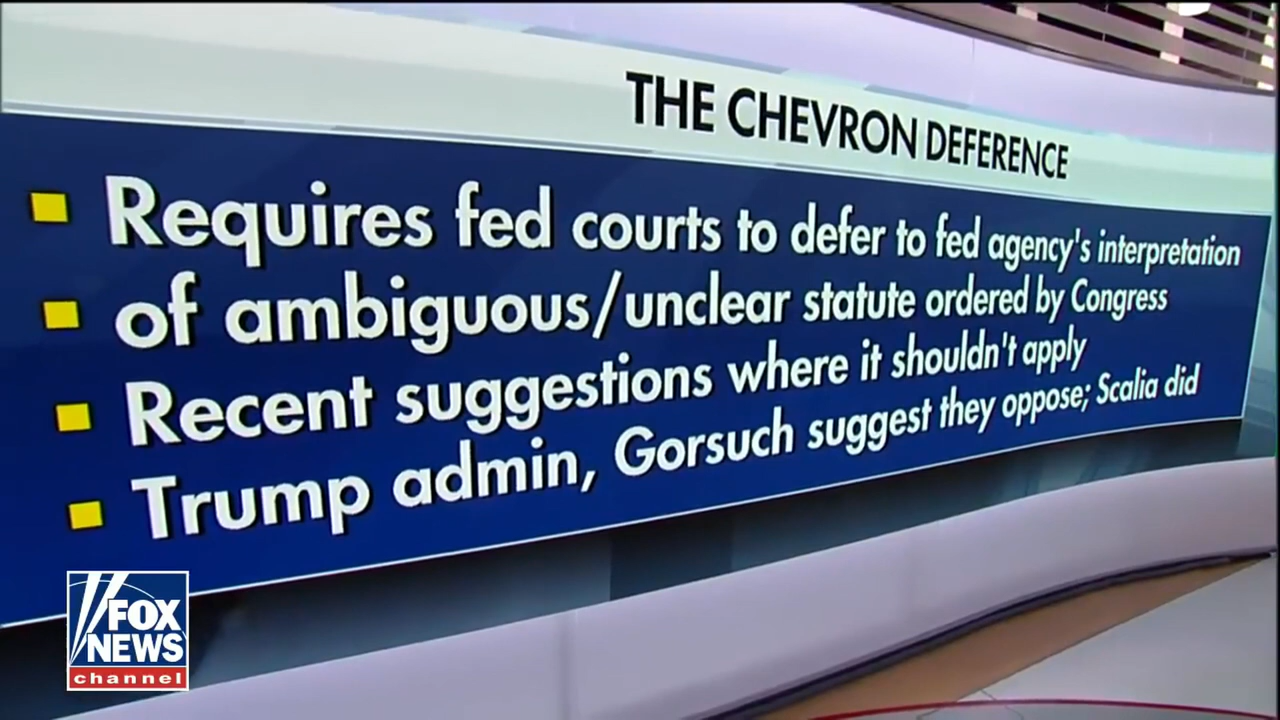 THE CHEVRON DEFERENCE
Requires fed courts to defer to fed agency's interpretation
of ambiguous/unclear statute ordered by Congress
Recent suggestions where it shouldn't apply
Trump admin, Gorsuch suggest they oppose; Scalia did
FOX
NEWS
channel